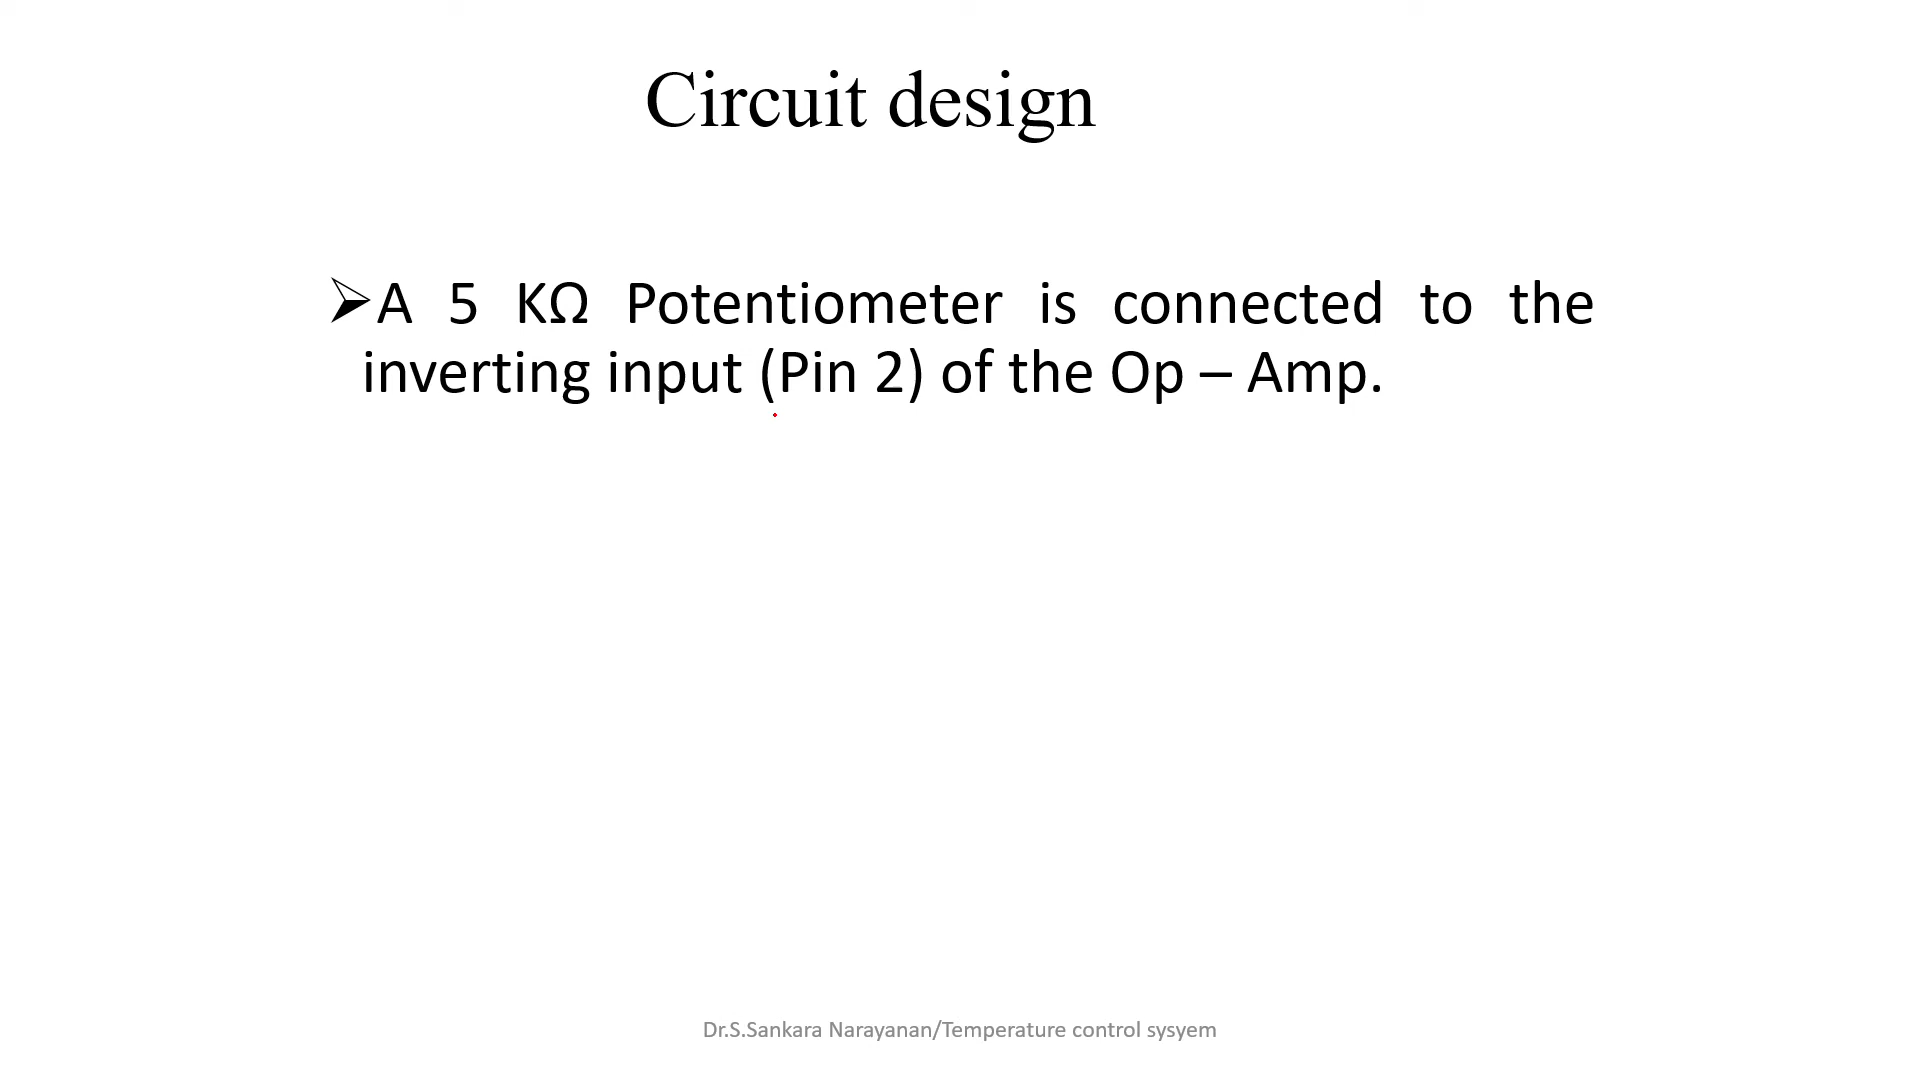 Circuit design
➢A 5 KΩ Potentiometer is connected to the
inverting input (Pin 2) of the Op – Amp.
Dr.S.Sankara Narayanan/Temperature control sysyem